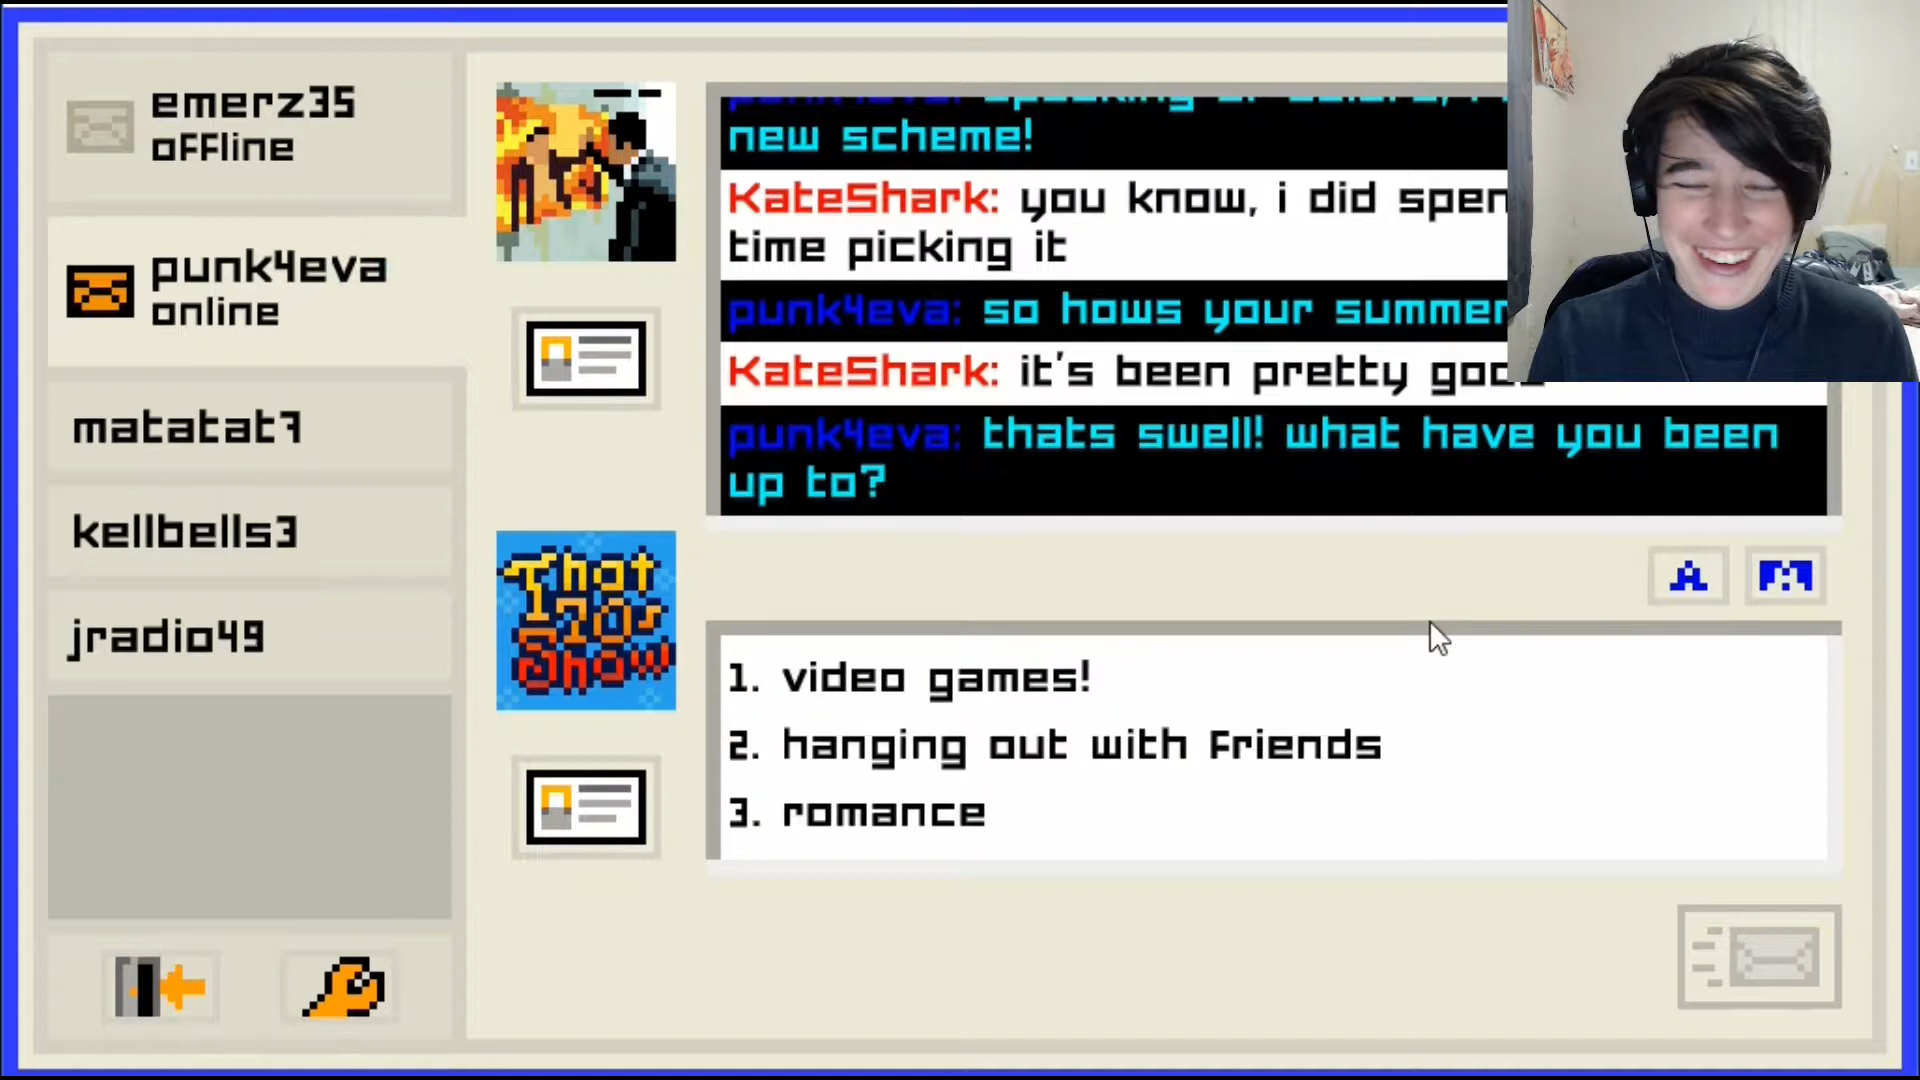 emerz35
offline
punk4eva
online
matatat7
kellbells3
jradio49
new scheme!
KateShark: you know, i did spen
time picking it
punk4eva: so hows your summer
KateShark: it's been pretty good
punk4eva: thats swell! what have you been
up to?
That
70s
Show
A
1. video games!
2. hanging out with friends
3. romance